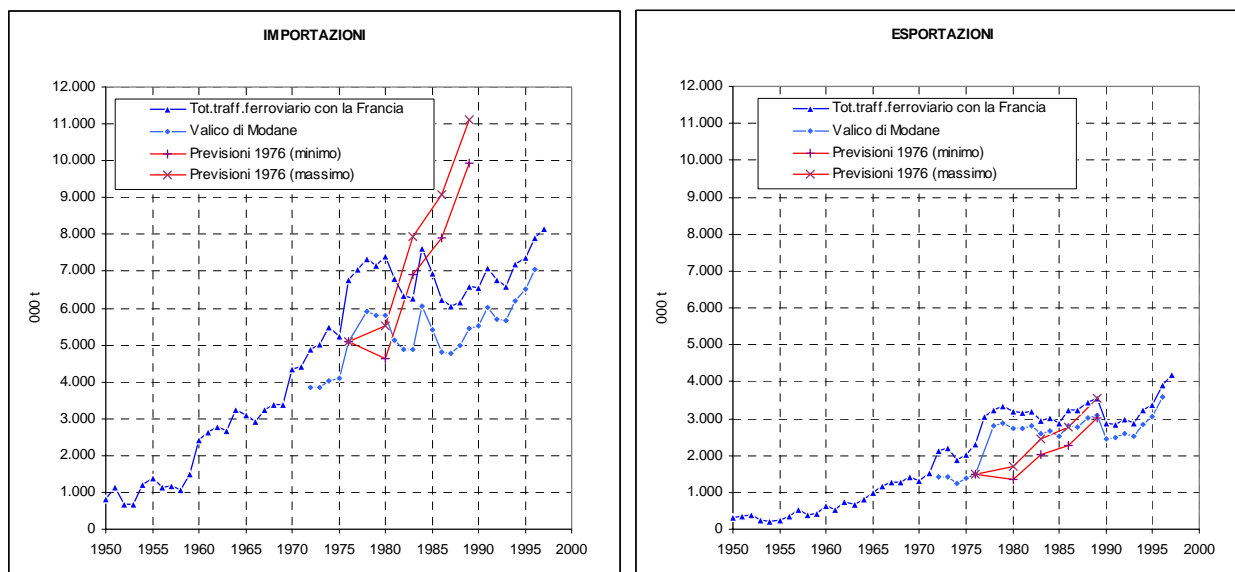 IMPORTAZIONI
12.000
11.000
10.000
9.000
8.000
7.000
6.000
5.000
4.000
3.000
2.000
1.000
0
000 t
Tot.traff.ferroviario con la Francia
Valico di Modane
Previsioni 1976 (minimo)
Previsioni 1976 (massimo)
1950 1955 1960 1965 1970 1975 1980 1985 1990 1995 2000
ESPORTAZIONI
12.000
11.000
10.000
9.000
8.000
7.000
6.000
5.000
4.000
3.000
2.000
1.000
0
000 t
Tot.traff.ferroviario con la Francia
Valico di Modane
Previsioni 1976 (minimo)
Previsioni 1976 (massimo)
1950 1955 1960 1965 1970 1975 1980 1985 1990 1995 2000